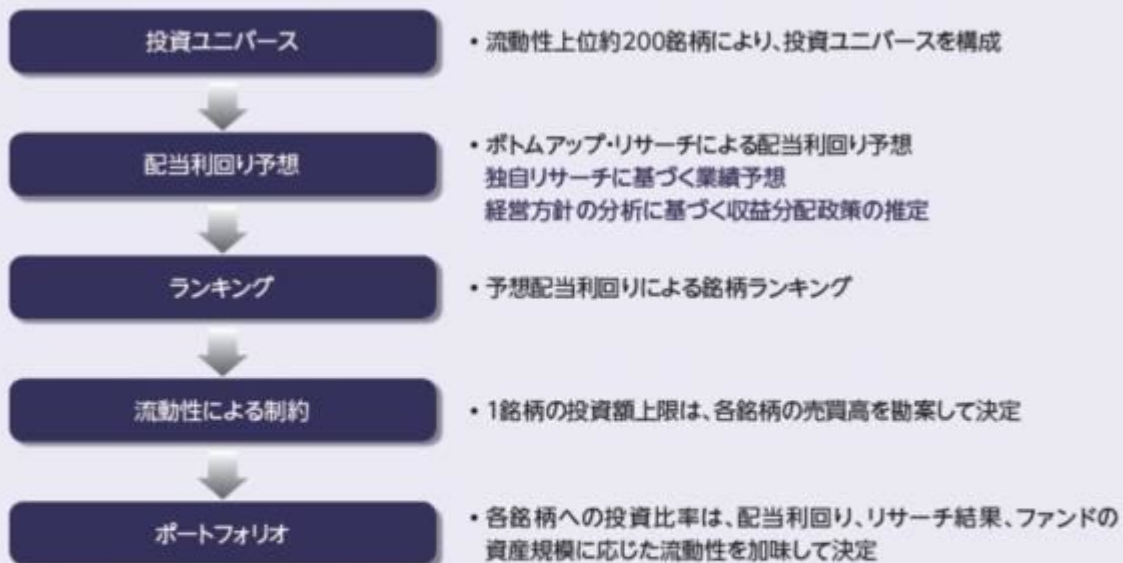 投資ユニバース
・流動性上位約200銘柄により、投資ユニバースを構成
配当利回り予想
・ボトムアップ・リサーチによる配当利回り予想
独自リサーチに基づく業績予想
経営方針の分析に基づく収益分配政策の推定
ランキング
・予想配当利回りによる銘柄ランキング
流動性による制約
・1銘柄の投資額上限は、各銘柄の売買高を勘案して決定
ポートフォリオ
・各銘柄への投資比率は、配当利回り、リサーチ結果、ファンドの
資産規模に応じた流動性を加味して決定